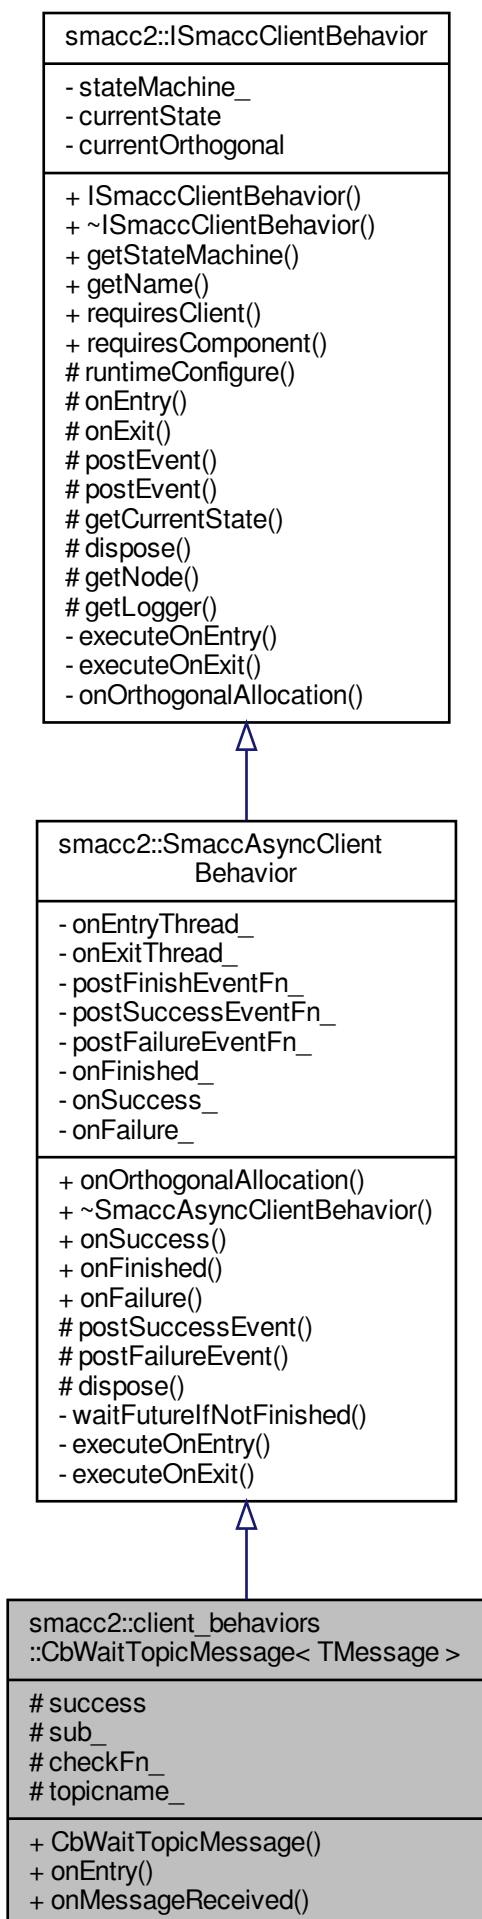 smacc2::ISmaccClientBehavior
- stateMachine_
- currentState
- currentOrthogonal
+ ISmaccClientBehavior()
+ ~ISmaccClientBehavior()
+ getStateMachine()
+ getName()
+ requiresClient()
+ requiresComponent()
# runtimeConfigure()
# onEntry()
# onExit()
# postEvent()
# postEvent()
# getCurrentState()
# dispose()
# getNode()
# getLogger()
- executeOnEntry()
- executeOnExit()
- onOrthogonalAllocation()
smacc2::SmaccAsyncClient
Behavior
- onEntryThread_
- onExitThread_
- postFinishEventFn_
- postSuccessEventFn_
- postFailureEventFn_
- onFinished_
- onSuccess_
- onFailure_
+ onOrthogonalAllocation()
+ ~SmaccAsyncClientBehavior()
+ onSuccess()
+ onFinished()
+ onFailure()
# postSuccessEvent()
# postFailureEvent()
# dispose()
- waitFutureIfNotFinished()
- executeOnEntry()
- executeOnExit()
smacc2::client_behaviors
::CbWaitTopicMessage< TMessage >
# success
# sub_
# checkFn_
# topicname_
+ CbWaitTopicMessage()
+ onEntry()
+ onMessageReceived()